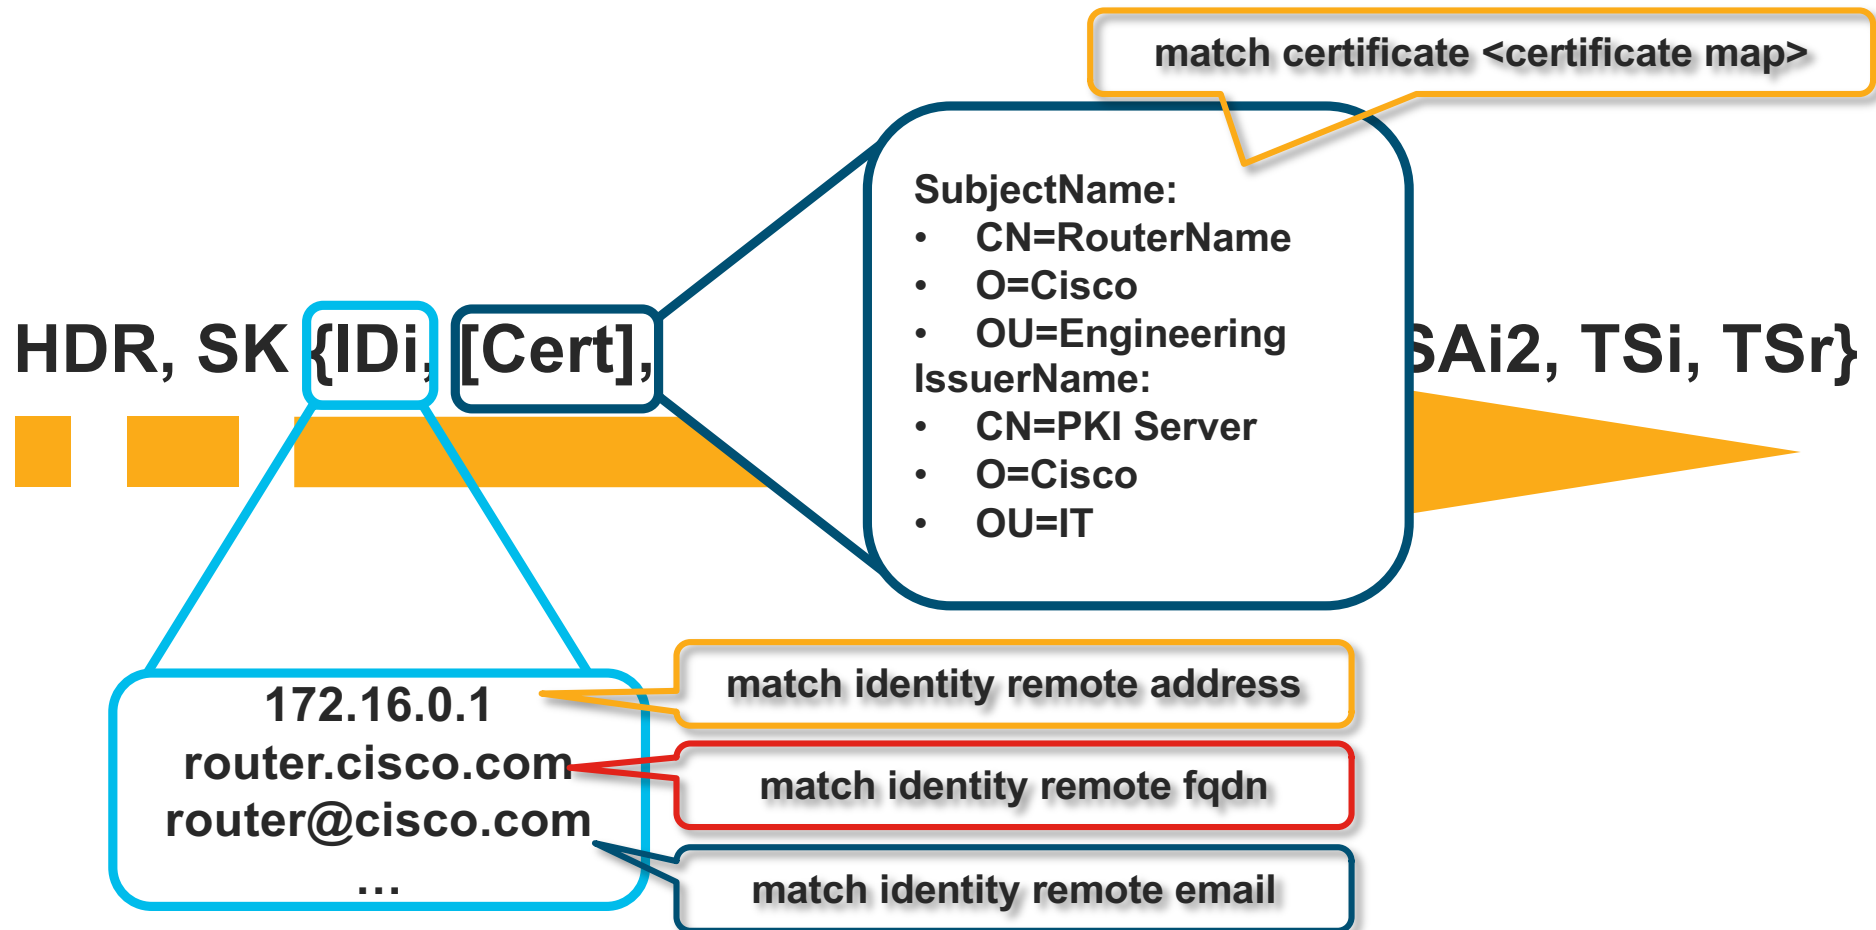 match certificate <certificate map>
SubjectName:
• CN=RouterName
• O=Cisco
• OU=Engineering
IssuerName:
• CN=PKI Server
• O=Cisco
• OU=IT
HDR, SK {IDi, [Cert], SAi2, TSi, TSr}
172.16.0.1
router.cisco.com
router@cisco.com
...
match identity remote address
match identity remote fqdn
match identity remote email